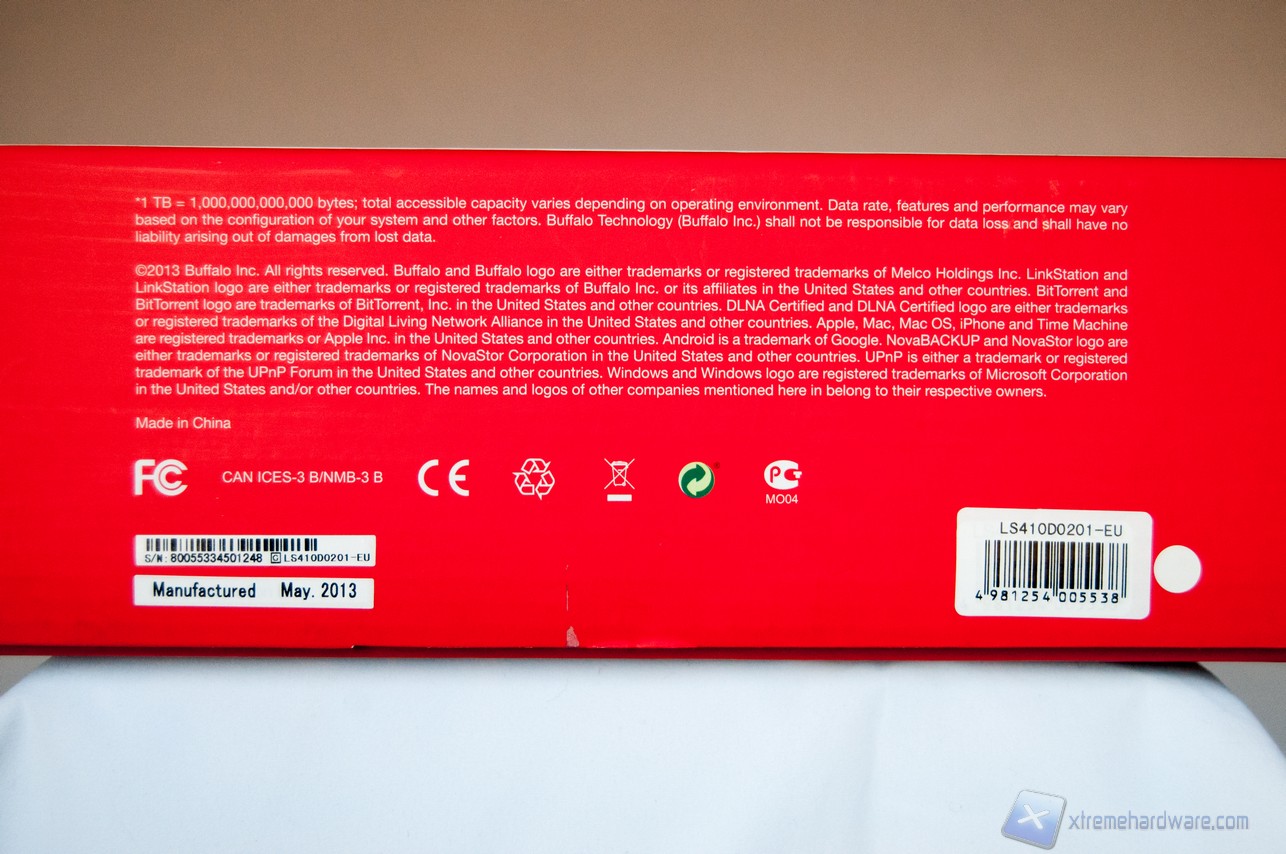 *1 TB = 1,000,000,000,000 bytes; total accessible capacity varies depending on operating environment. Data rate, features and performance may vary
based on the configuration of your system and other factors. Buffalo Technology (Buffalo Inc.) shall not be responsible for data loss and shall have no
liability arising out of damages from lost data.
©2013 Buffalo Inc. All rights reserved. Buffalo and Buffalo logo are either trademarks or registered trademarks of Melco Holdings Inc. LinkStation and
LinkStation logo are either trademarks or registered trademarks of Buffalo Inc. or its affiliates in the United States and other countries. BitTorrent and
BitTorrent logo are trademarks of BitTorrent, Inc. in the United States and other countries. DLNA Certified and DLNA Certified logo are either trademarks
or registered trademarks of the Digital Living Network Alliance in the United States and other countries. Apple, Mac, Mac OS, iPhone and Time Machine
are registered trademarks or Apple Inc. in the United States and other countries. Android is a trademark of Google. NovaBACKUP and NovaStor logo are
either trademarks or registered trademarks of NovaStor Corporation in the United States and other countries. UPnP is either a trademark or registered
trademark of the UPnP Forum in the United States and other countries. Windows and Windows logo are registered trademarks of Microsoft Corporation
in the United States and/or other countries. The names and logos of other companies mentioned here in belong to their respective owners.
Made in China
FC CAN ICES-3 B/NMB-3 B CE PG
MO04
S/N: 80055334501248 C LS410D0201-EU
Manufactured May. 2013
LS410D0201-EU
4 981254 005538
xtremehardware.com